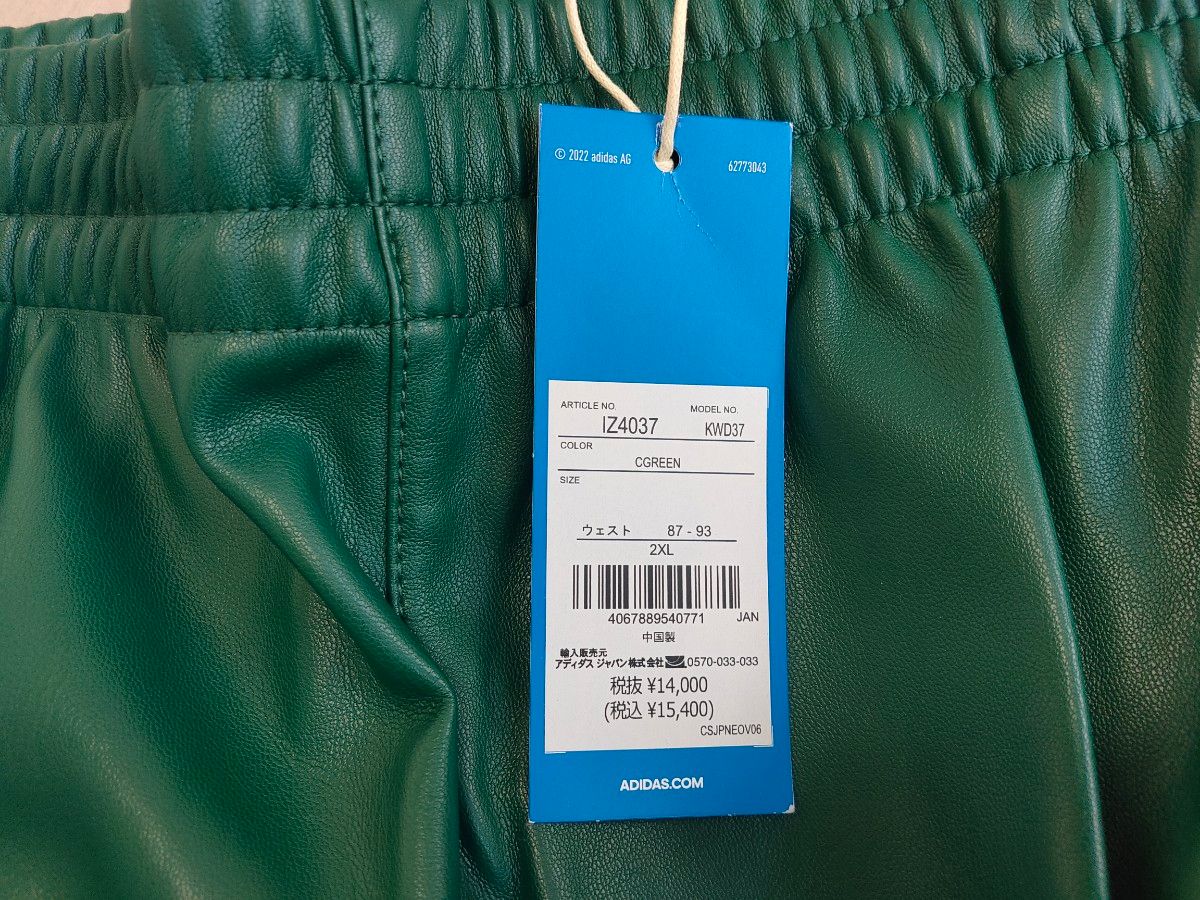 © 2022 adidas AG 62773043
ARTICLE NO. MODEL NO.
IZ4037 KWD37
COLOR
CGREEN
SIZE
ウェスト 87 - 93
2XL
4067889540771 JAN
中国製
輸入販売元
アディダス ジャパン株式会社 0570-033-033
税抜 ¥14,000
(税込 ¥15,400)
CSJPNEOV06
ADIDAS.COM